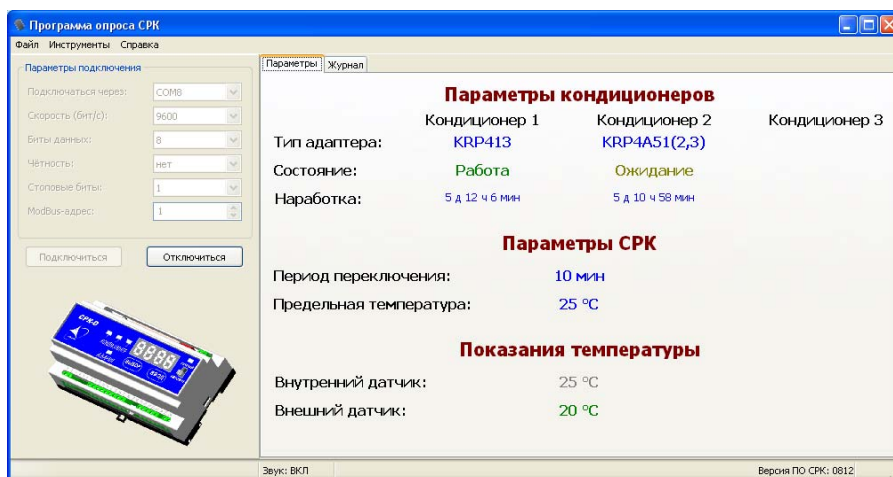 Программа опроса СРК
Файл Инструменты Справка
Параметры подключения
Подключаться через: COM8
Скорость (бит/с): 9600
Биты данных: 8
Чётность: нет
Стоповые биты: 1
ModBus-адрес: 1
Подключиться Отключиться
СРК-D
8888
Параметры Журнал
Параметры кондиционеров
Кондиционер 1 Кондиционер 2 Кондиционер 3
Тип адаптера: KRP413 KRP4A51(2,3)
Состояние: Работа Ожидание
Наработка: 5 д 12 ч 6 мин 5 д 10 ч 58 мин
Параметры СРК
Период переключения: 10 мин
Предельная температура: 25 °C
Показания температуры
Внутренний датчик: 25 °C
Внешний датчик: 20 °C
Звук: ВКЛ Версия ПО СРК: 0812